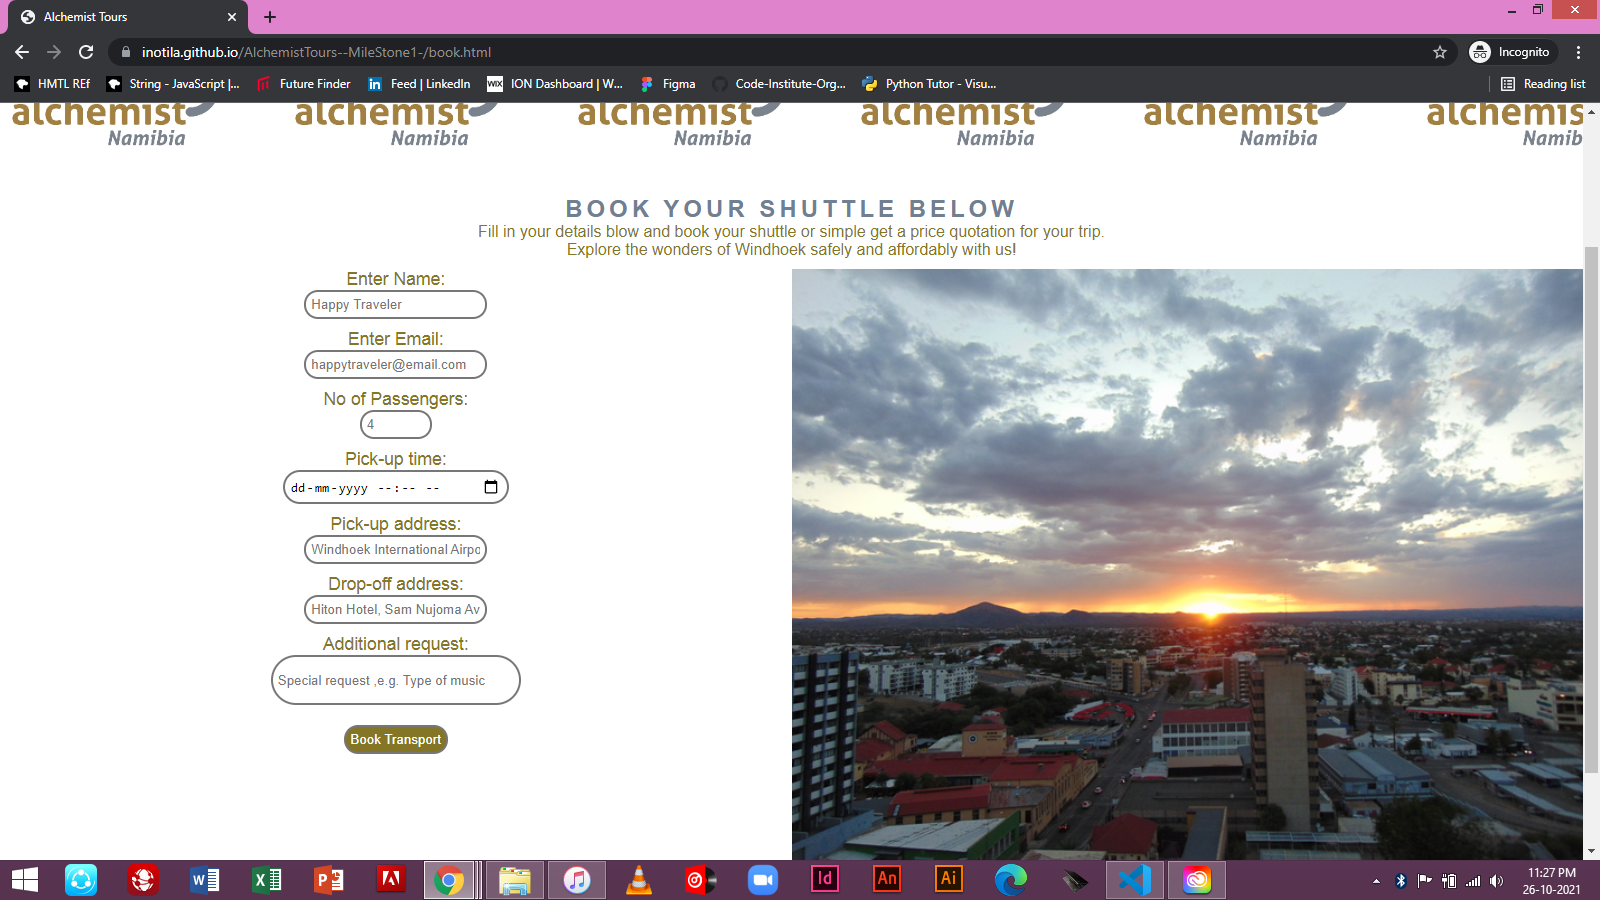 Alchemist Tours
inotila.github.io/AlchemistTours--MileStone1-/book.html
Incognito
HMTL REf
String - JavaScript |...
Future Finder
Feed | LinkedIn
WIX
ION Dashboard | W...
Figma
Code-Institute-Org...
Python Tutor - Visu...
Reading list
alchemist alchemist alchemist alchemist alchemist alchemis
Namibia Namibia Namibia Namibia Namibia Namib
BOOK YOUR SHUTTLE BELOW
Fill in your details blow and book your shuttle or simple get a price quotation for your trip.
Explore the wonders of Windhoek safely and affordably with us!
Enter Name:
Happy Traveler
Enter Email:
happytraveler@email.com
No of Passengers:
4
Pick-up time:
dd-mm-yyyy --:-- --
Pick-up address:
Windhoek International Airpo
Drop-off address:
Hiton Hotel, Sam Nujoma Av
Additional request:
Special request ,e.g. Type of music
Book Transport
Id
An
Ai
11:27 PM
26-10-2021